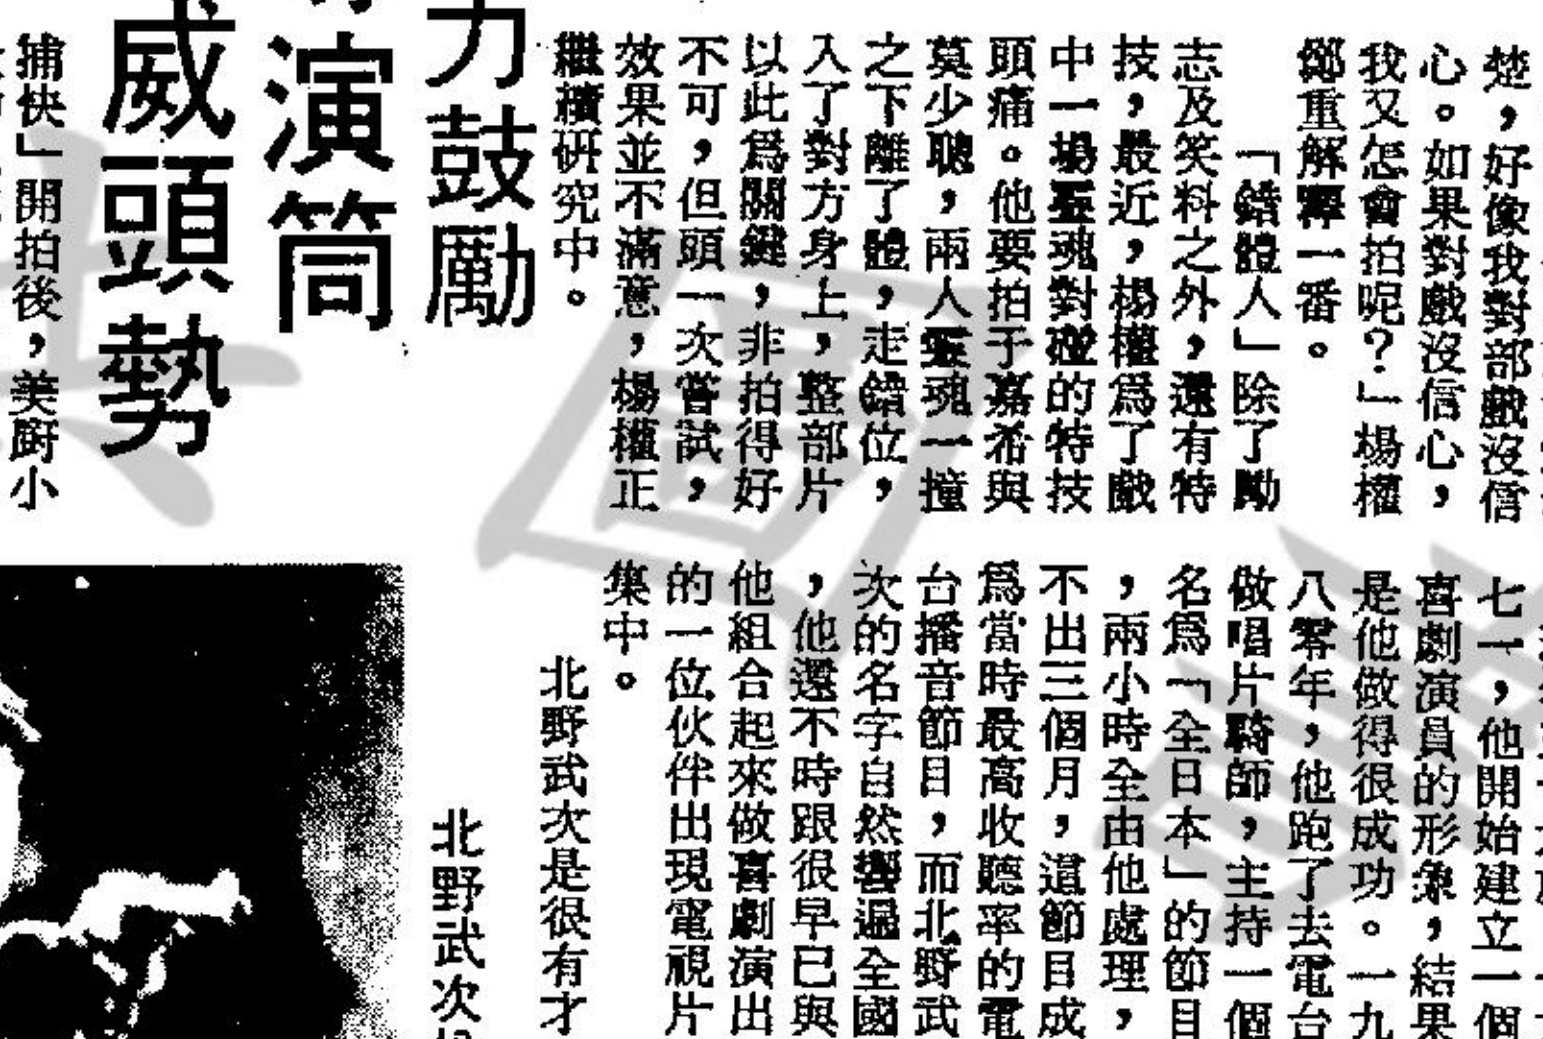 楚，好像我對部戲沒信
心。如果對戲沒信心，
我又怎會拍呢？」楊權
鄭重解釋一番。
「錯體人」除了勵
志及笑料之外，還有特
技，最近，楊權為了戲
中一場靈魂對碰的特技
頭痛。他要拍于嘉希與
莫少聰，兩人靈魂一撞
之下離了體，走錯位，
入了對方身上，整部片
以此為關鍵，非拍得好
不可，但頭一次嘗試，
效果並不滿意，楊權正
繼續研究中。
力鼓勵
演筒
威頭勢
捕快」開拍後，美廚小
七一，他開始建立一個
喜劇演員的形象，結果
是他做得很成功。一九
八零年，他跑了去電台
做唱片騎師，主持一個
名為「全日本」的節目
，兩小時全由他處理，
不出三個月，這節目成
為當時最高收聽率的電
台播音節目，而北野武
次的名字自然響遍全國
，他還不時跟很早已與
他組合起來做喜劇演出
的一位伙伴出現電視片
集中。
北野武次是很有才
北野武次